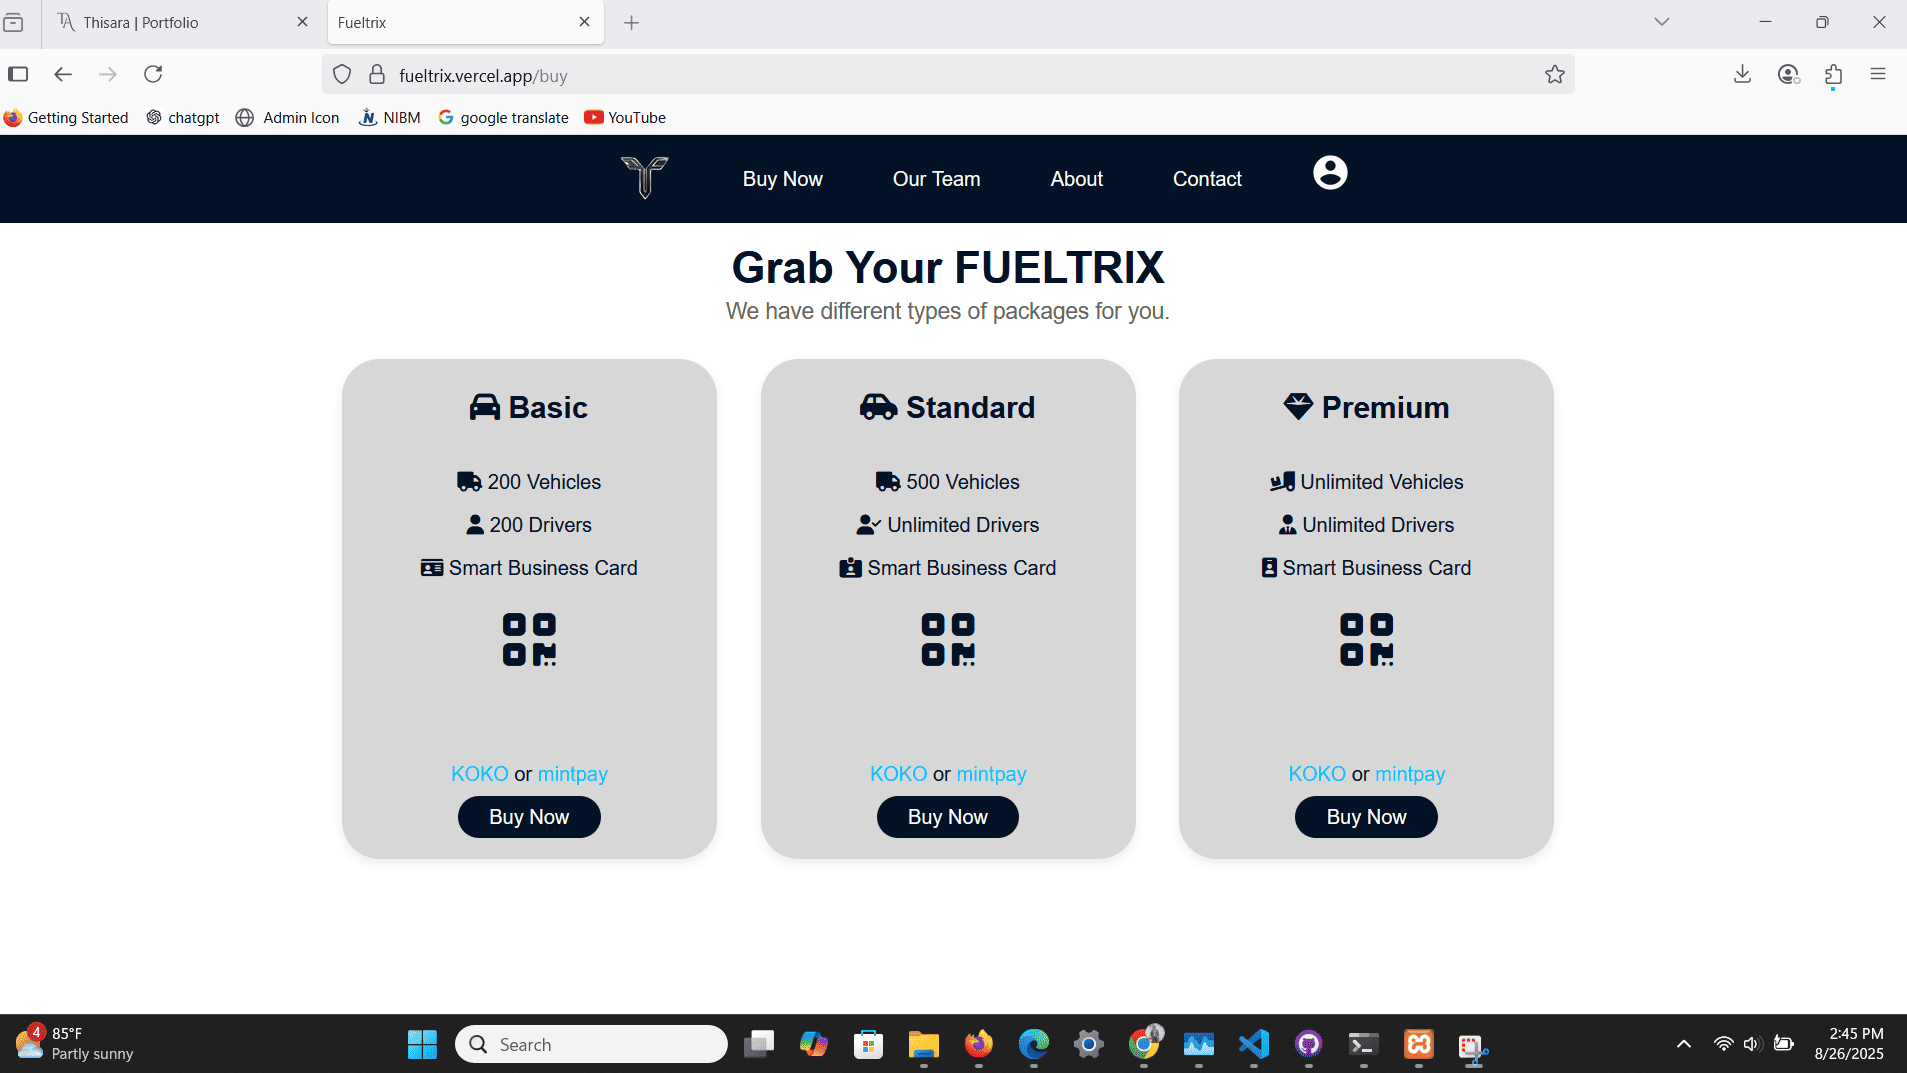 Thisara | Portfolio
Fueltrix
fueltrix.vercel.app/buy
Getting Started
chatgpt
Admin Icon
NIBM
google translate
YouTube
Buy Now
Our Team
About
Contact
Grab Your FUELTRIX
We have different types of packages for you.
Basic
200 Vehicles
200 Drivers
Smart Business Card
KOKO or mintpay
Buy Now
Standard
500 Vehicles
Unlimited Drivers
Smart Business Card
KOKO or mintpay
Buy Now
Premium
Unlimited Vehicles
Unlimited Drivers
Smart Business Card
KOKO or mintpay
Buy Now
4
85°F
Partly sunny
Search
2:45 PM
8/26/2025